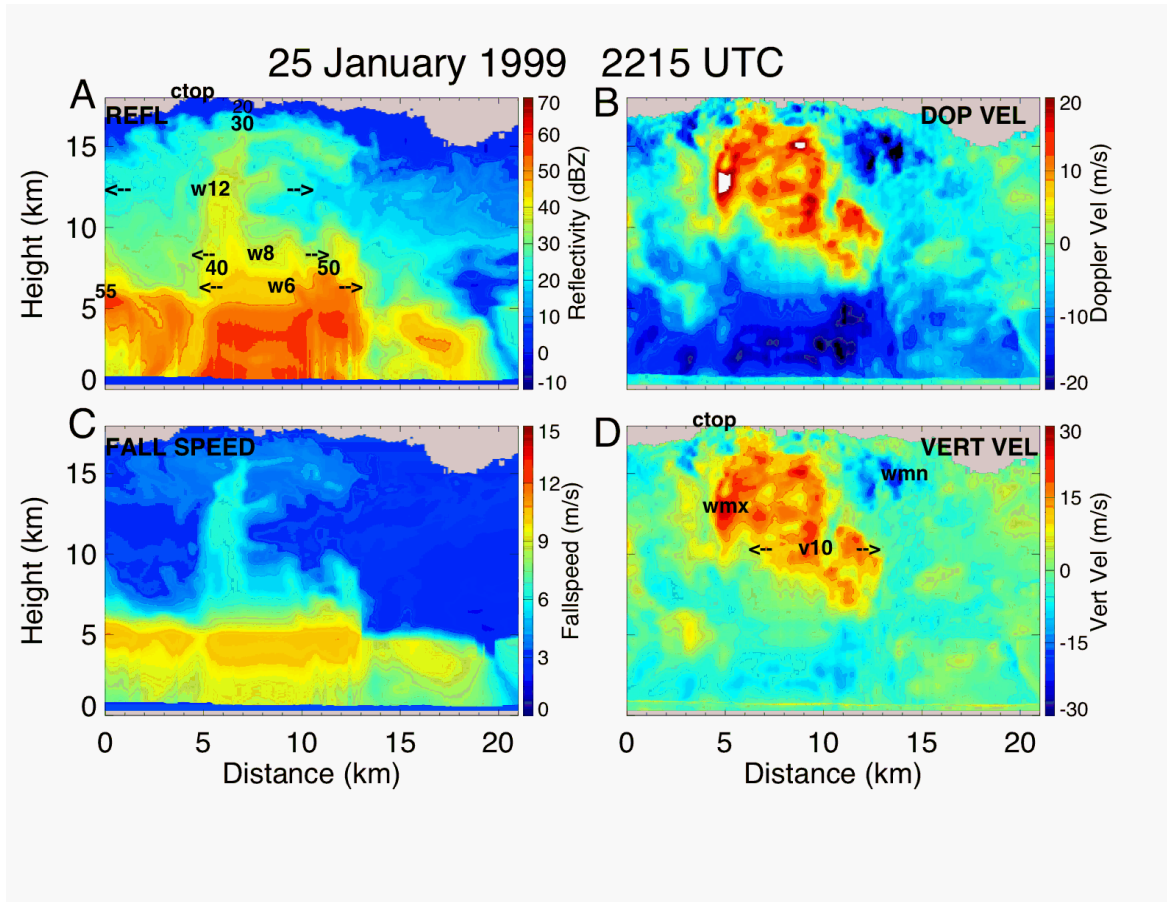 25 January 1999 2215 UTC
A
ctop
REFL
20
30
w12
<-- -->
w8
<-- -->
40
50
w6
<-- -->
55
Height (km)
15
10
5
0
70
60
50
40
30
20
10
0
-10
Reflectivity (dBZ)
B
DOP VEL
20
10
0
-10
-20
Doppler Vel (m/s)
C
FALL SPEED
Height (km)
15
10
5
0
0 5 10 15 20
Distance (km)
15
12
9
6
3
0
Fallspeed (m/s)
D
ctop
VERT VEL
wmn
wmx
<-- v10 -->
0 5 10 15 20
Distance (km)
30
15
0
-15
-30
Vert Vel (m/s)